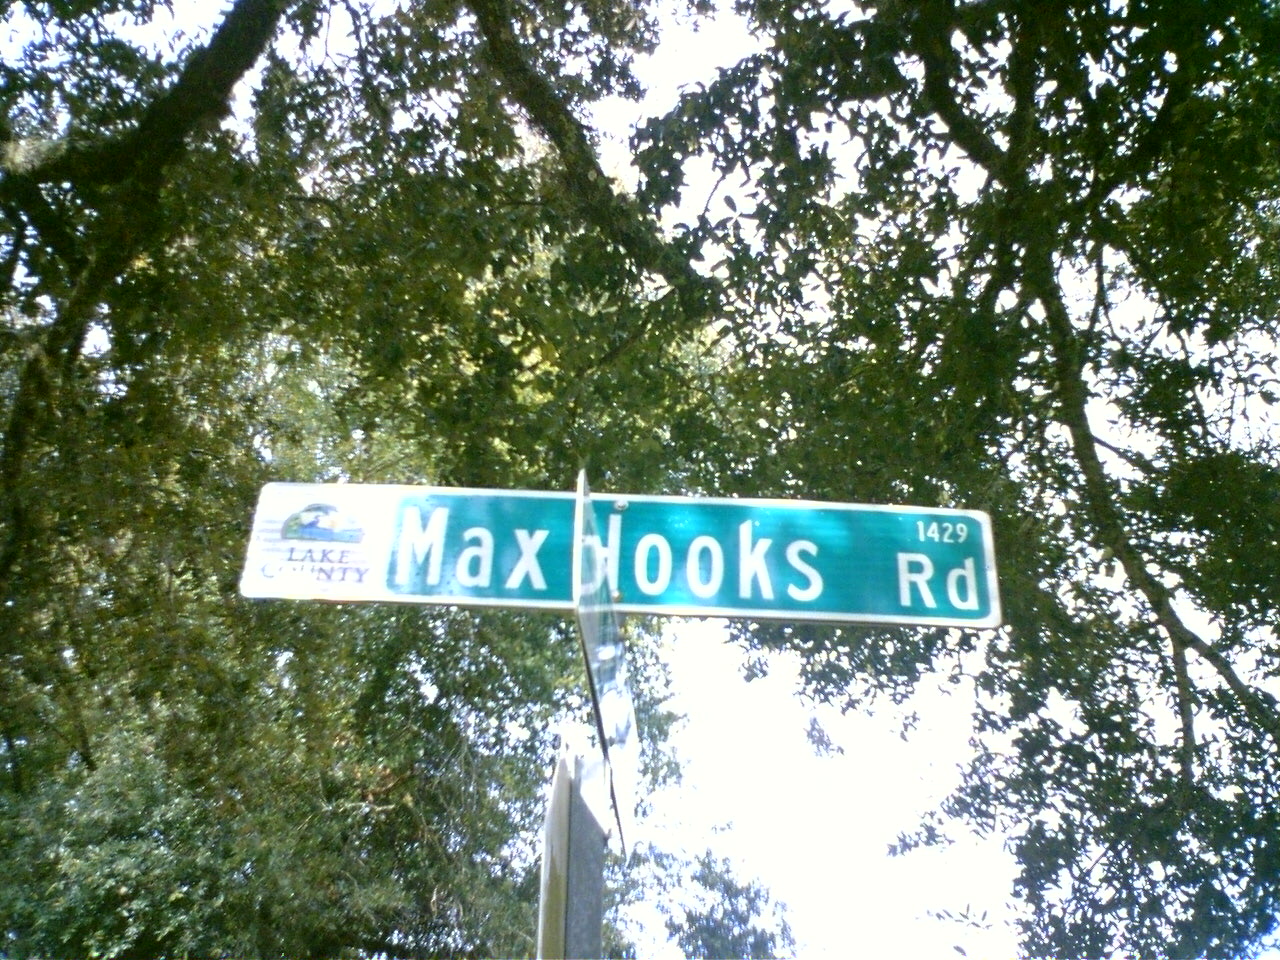 LAKE
COUNTY
Max Hooks Rd
1429